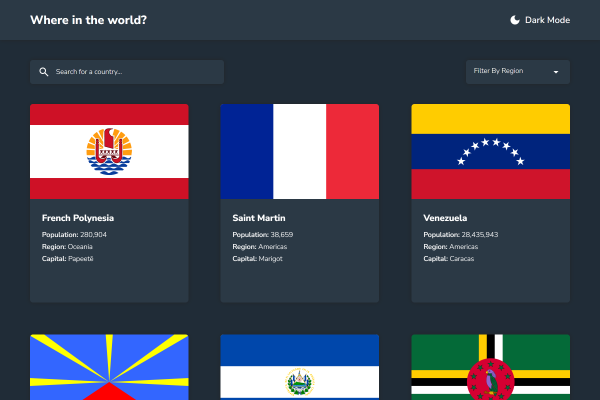 Where in the world?
Dark Mode
Search for a country...
Filter By Region
French Polynesia
Population: 280,904
Region: Oceania
Capital: Papeetē
Saint Martin
Population: 38,659
Region: Americas
Capital: Marigot
Venezuela
Population: 28,435,943
Region: Americas
Capital: Caracas